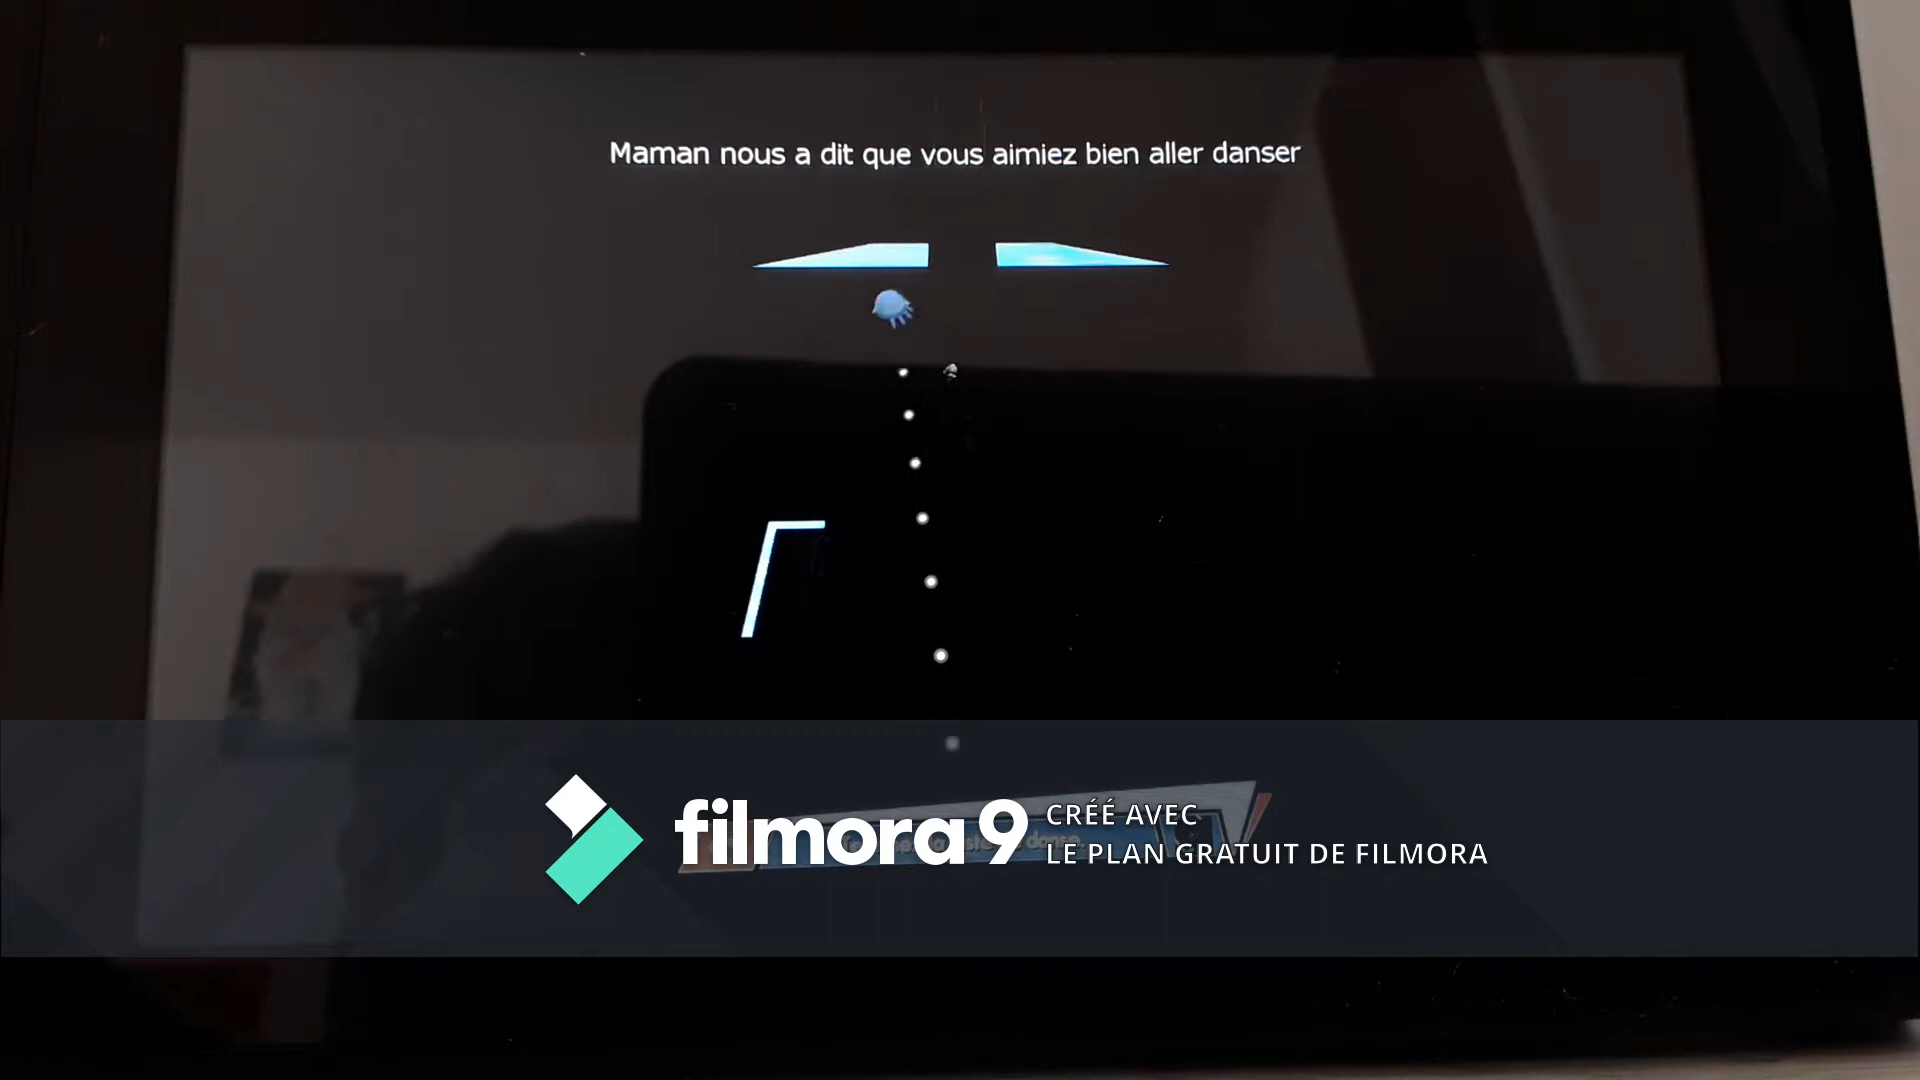 Maman nous a dit que vous aimiez bien aller danser
filmora9 CRÉÉ AVEC
LE PLAN GRATUIT DE FILMORA